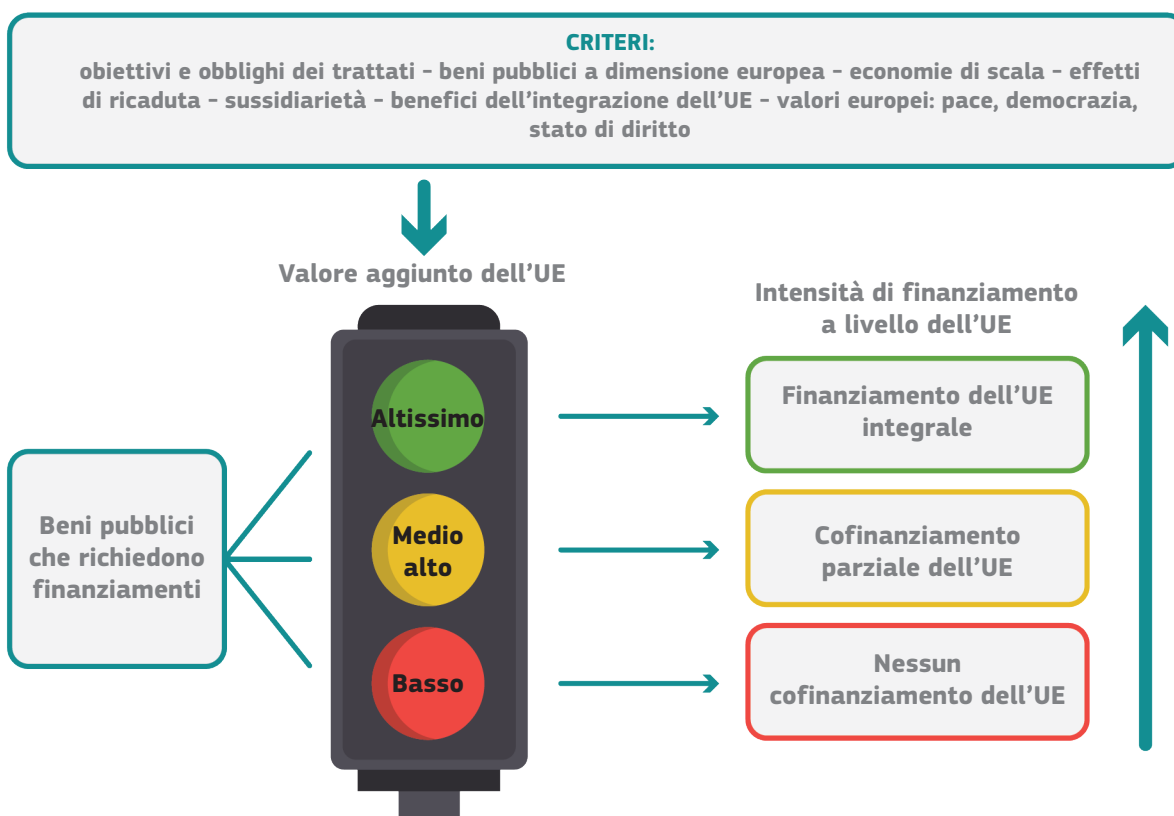 CRITERI:
obiettivi e obblighi dei trattati – beni pubblici a dimensione europea – economie di scala – effetti
di ricaduta – sussidiarietà – benefici dell'integrazione dell'UE – valori europei: pace, democrazia,
stato di diritto
Valore aggiunto dell'UE
Intensità di finanziamento
a livello dell'UE
Beni pubblici
che richiedono
finanziamenti
Altissimo
Finanziamento dell'UE
integrale
Medio
alto
Cofinanziamento
parziale dell'UE
Basso
Nessun
cofinanziamento dell'UE